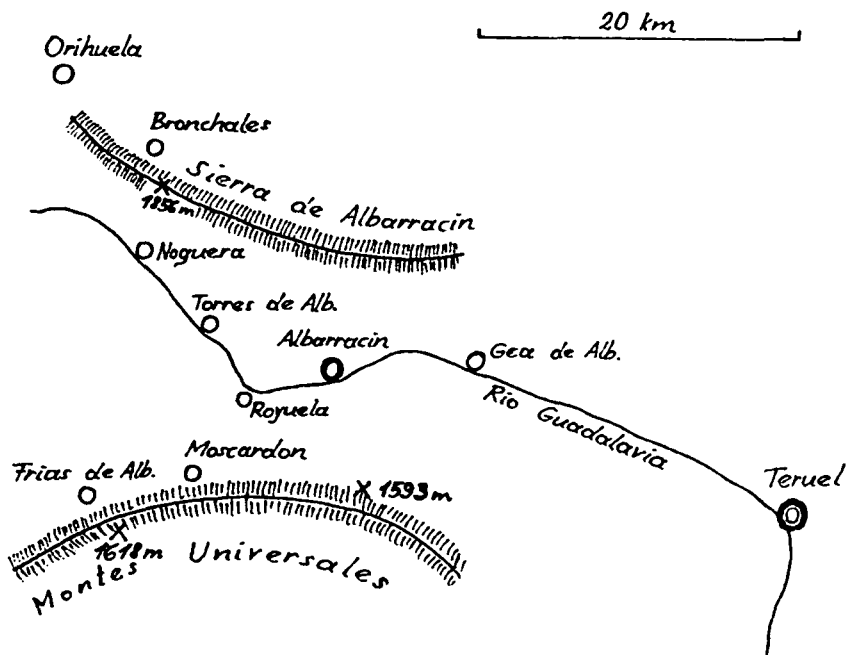 20 km
Orihuela
Bronchales
Sierra de Albarracin
1856m
Noguera
Torres de Alb.
Albarracin
Gea de Alb.
Royuela
Rio Guadalavia
Moscardon
Frias de Alb.
1593m
Teruel
1618m
Montes Universales